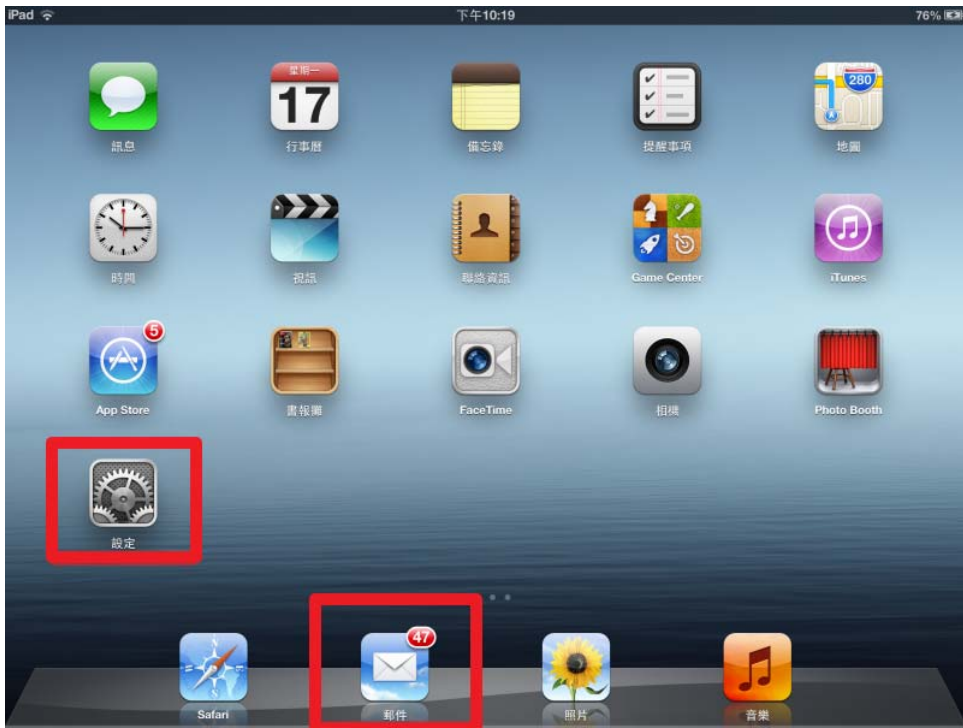 iPad 下午10:19 76%
星期一
17
280
訊息 行事曆 備忘錄 提醒事項 地圖
時間 視訊 聯絡資訊 Game Center iTunes
5
App Store 書報攤 FaceTime 相機 Photo Booth
設定
47
Safari 郵件 照片 音樂